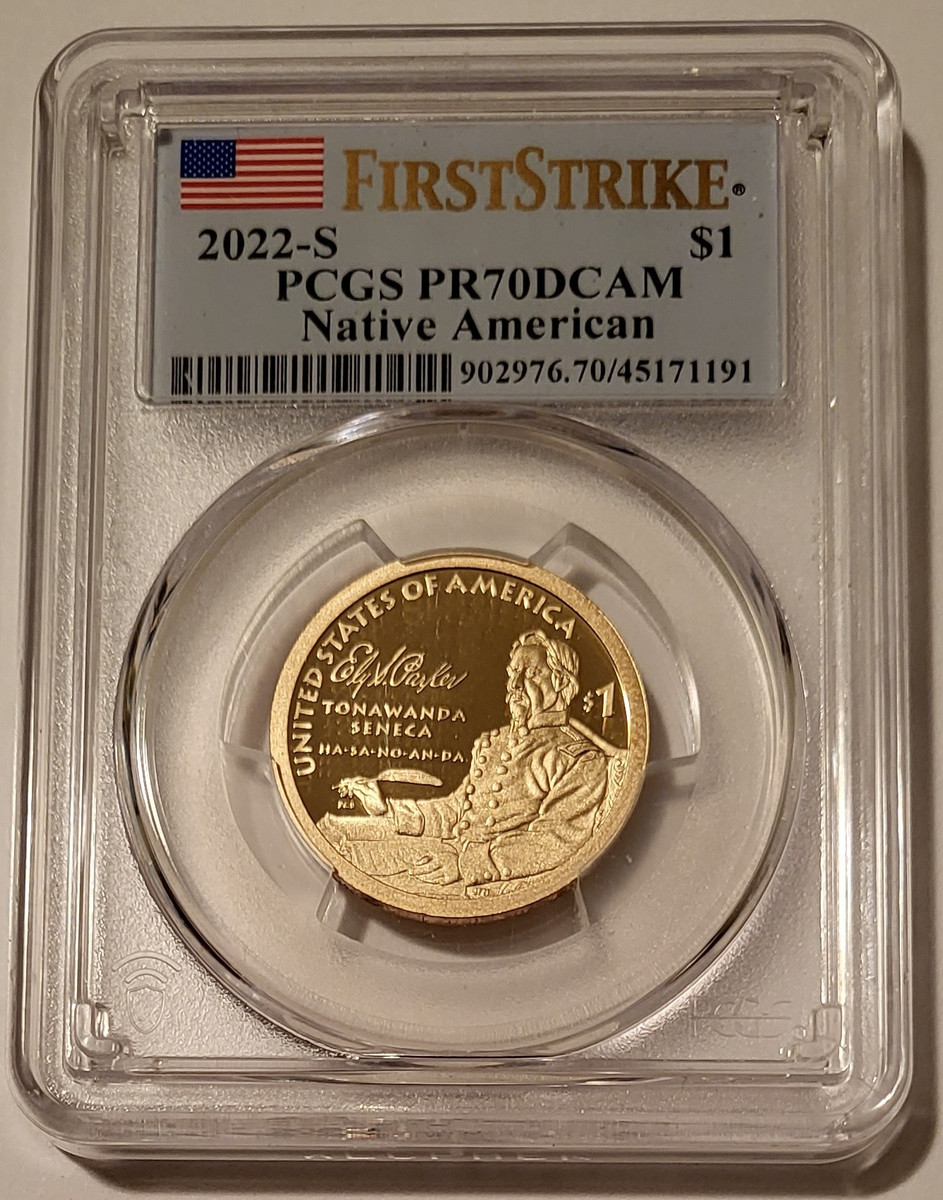 FIRSTSTRIKE®
2022-S $1
PCGS PR70DCAM
Native American
902976.70/45171191
UNITED STATES OF AMERICA
Ely S. Parker
TONAWANDA
SENECA
HA-SA-NO-AN-DA
$1
PCGS